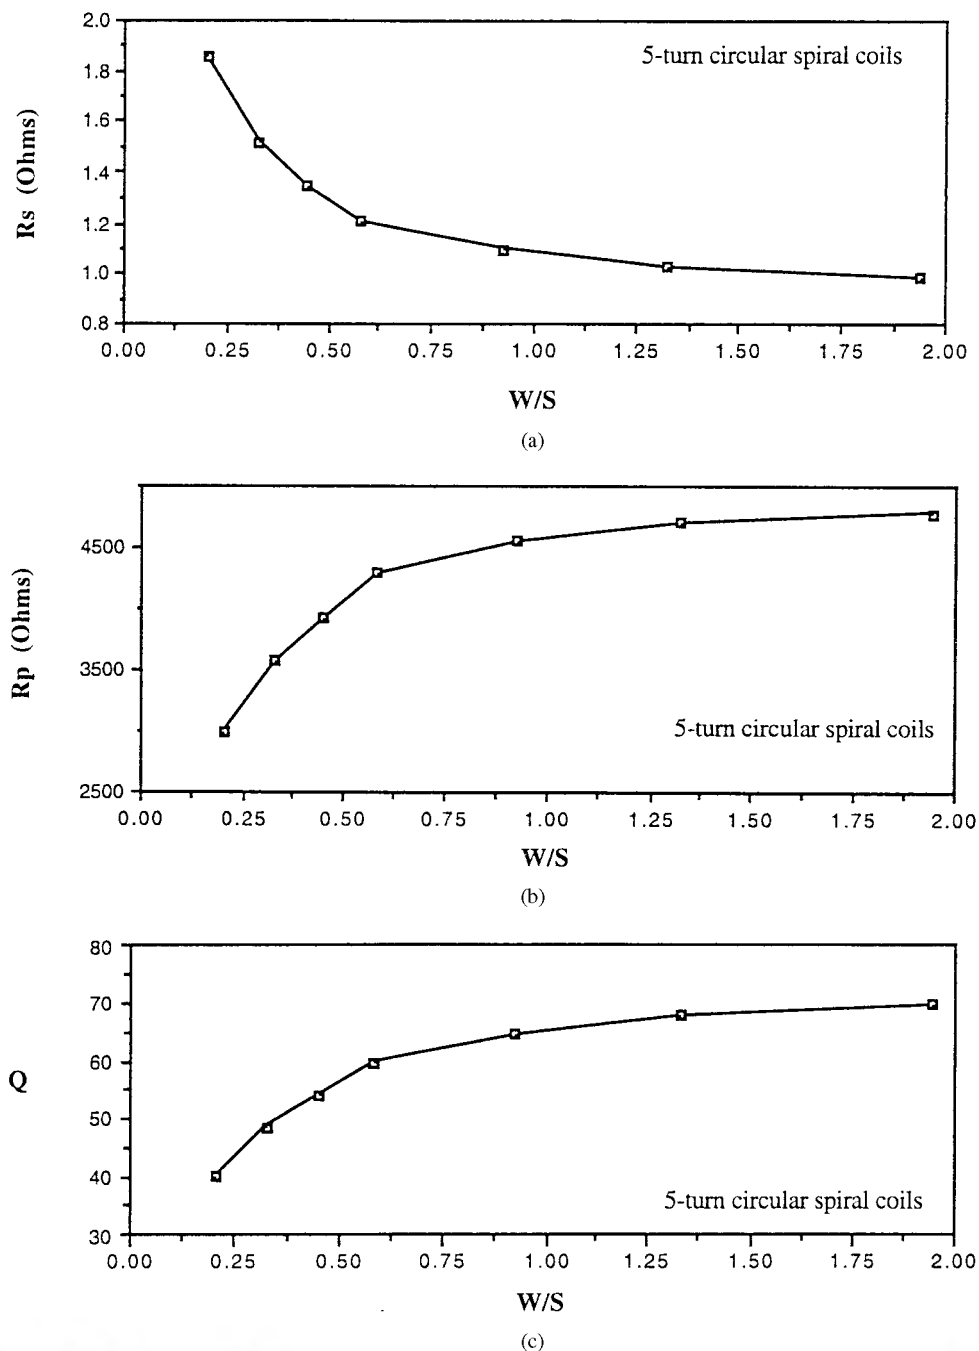 2.0
5-turn circular spiral coils
1.8
1.6
1.4
1.2
1.0
0.8
Rs (Ohms)
0.00 0.25 0.50 0.75 1.00 1.25 1.50 1.75 2.00
W/S
(a)
4500
3500
2500
Rp (Ohms)
5-turn circular spiral coils
0.00 0.25 0.50 0.75 1.00 1.25 1.50 1.75 2.00
W/S
(b)
80
70
60
50
40
30
Q
5-turn circular spiral coils
0.00 0.25 0.50 0.75 1.00 1.25 1.50 1.75 2.00
W/S
(c)